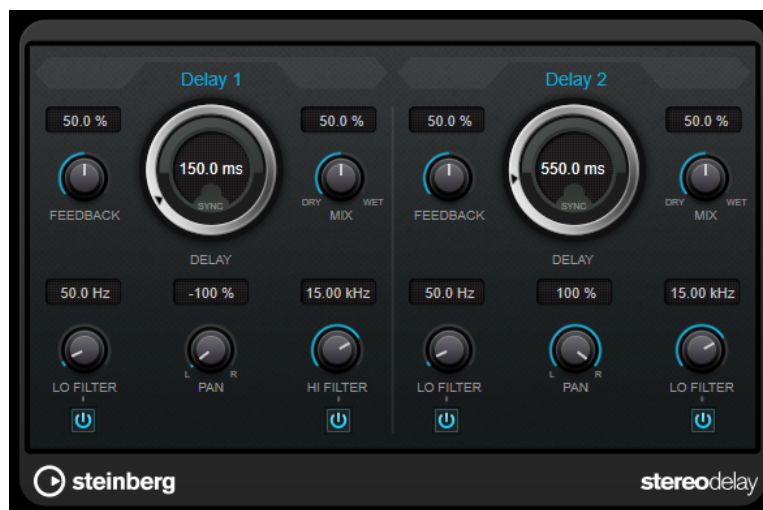 Delay 1
Delay 2
50.0 %
150.0 ms
50.0 %
50.0 %
550.0 ms
50.0 %
SYNC
SYNC
DRY
WET
DRY
WET
FEEDBACK
MIX
FEEDBACK
MIX
DELAY
DELAY
50.0 Hz
-100 %
15.00 kHz
50.0 Hz
100 %
15.00 kHz
L
R
L
R
LO FILTER
PAN
HI FILTER
LO FILTER
PAN
LO FILTER
steinberg
stereodelay